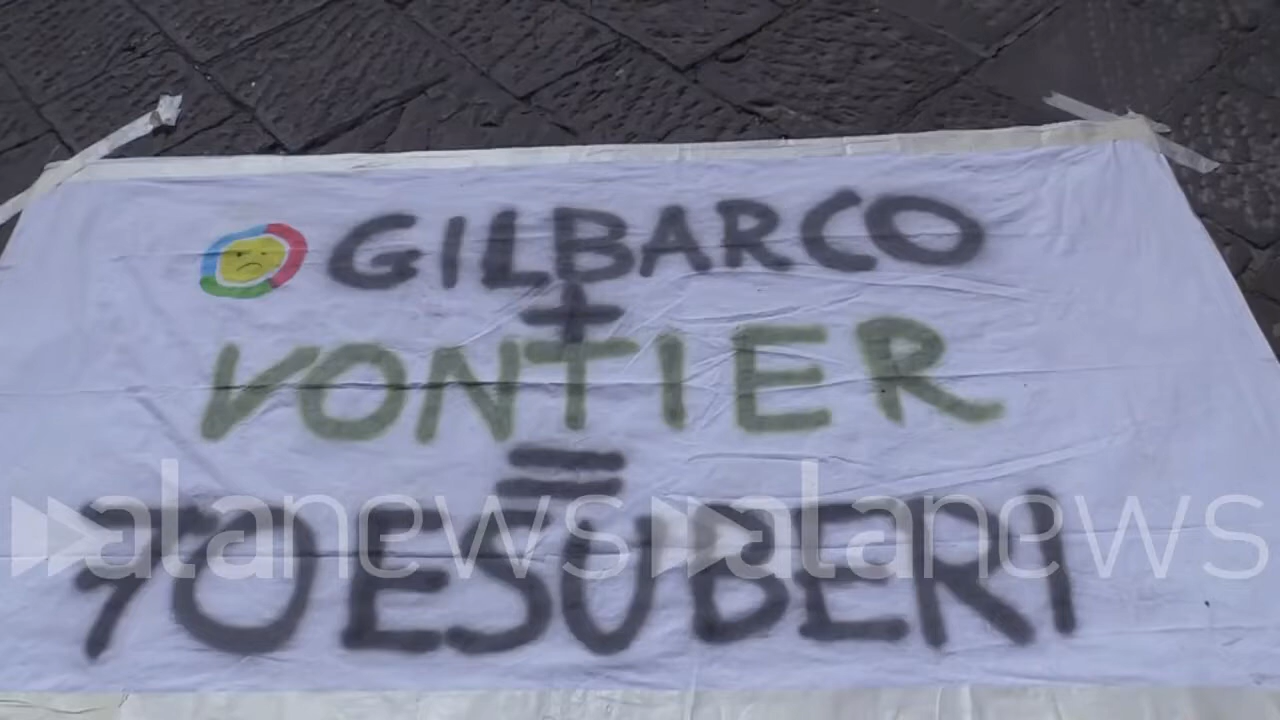 GILBARCO
+
VONTIER
=
70 ESUBERI
alanews alanews